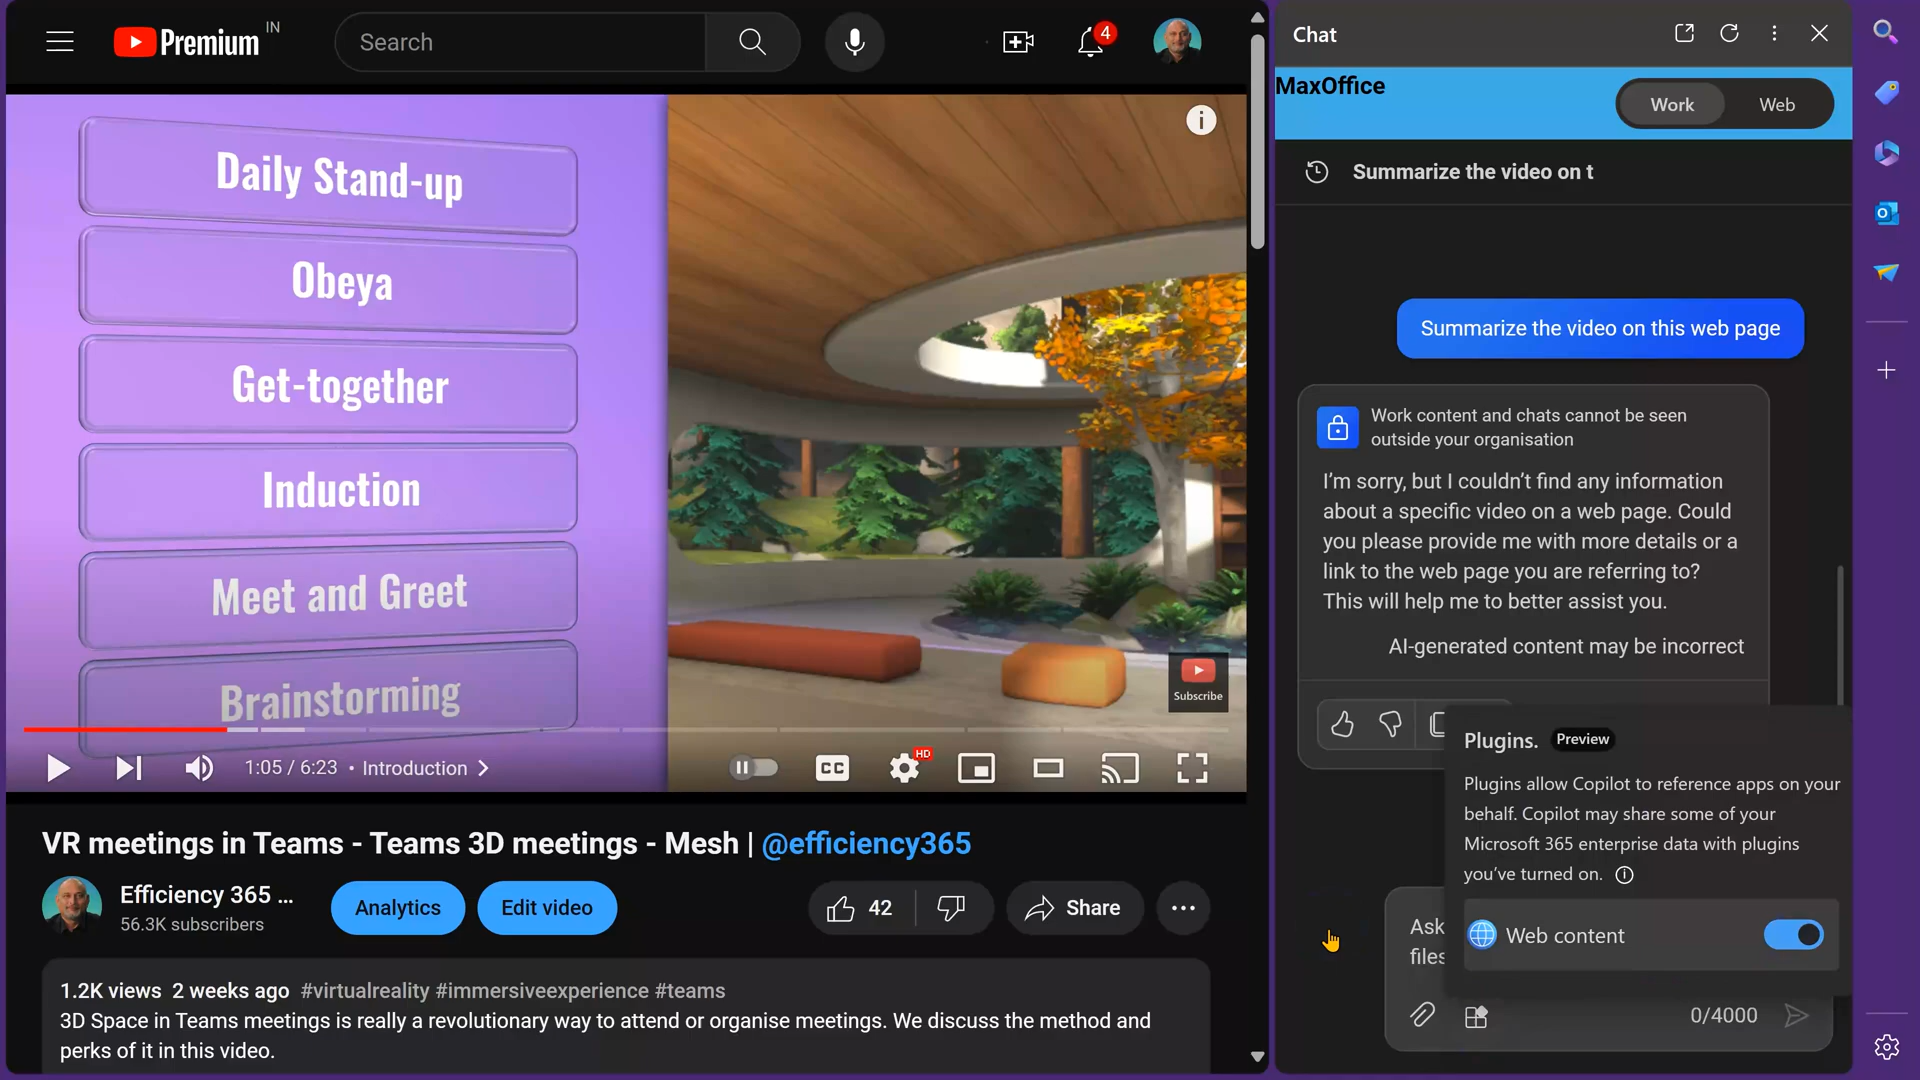 Premium IN
Search
4
Daily Stand-up
Obeya
Get-together
Induction
Meet and Greet
Brainstorming
Subscribe
1:05 / 6:23 • Introduction
CC
HD
VR meetings in Teams - Teams 3D meetings - Mesh | @efficiency365
Efficiency 365 ...
56.3K subscribers
Analytics
Edit video
42
Share
1.2K views 2 weeks ago #virtualreality #immersiveexperience #teams
3D Space in Teams meetings is really a revolutionary way to attend or organise meetings. We discuss the method and
perks of it in this video.
Chat
MaxOffice
Work
Web
Summarize the video on t
Summarize the video on this web page
Work content and chats cannot be seen
outside your organisation
I'm sorry, but I couldn't find any information
about a specific video on a web page. Could
you please provide me with more details or a
link to the web page you are referring to?
This will help me to better assist you.
AI-generated content may be incorrect
Plugins. Preview
Plugins allow Copilot to reference apps on your
behalf. Copilot may share some of your
Microsoft 365 enterprise data with plugins
you've turned on.
Web content
Ask
files
0/4000